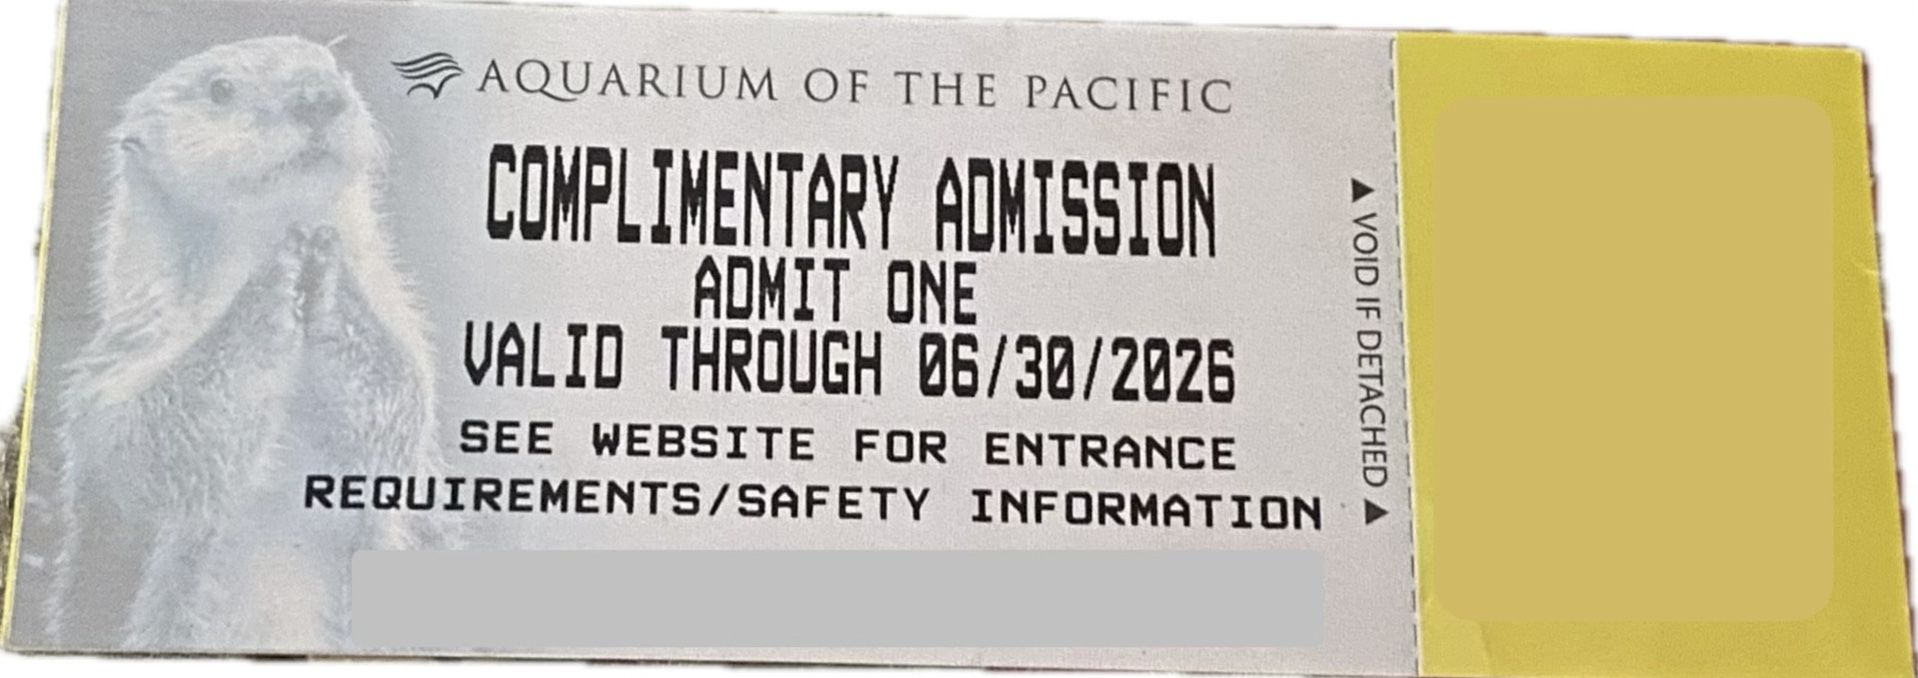 AQUARIUM OF THE PACIFIC
COMPLIMENTARY ADMISSION
ADMIT ONE
VALID THROUGH 06/30/2026
SEE WEBSITE FOR ENTRANCE
REQUIREMENTS/SAFETY INFORMATION
▲ VOID IF DETACHED ▲